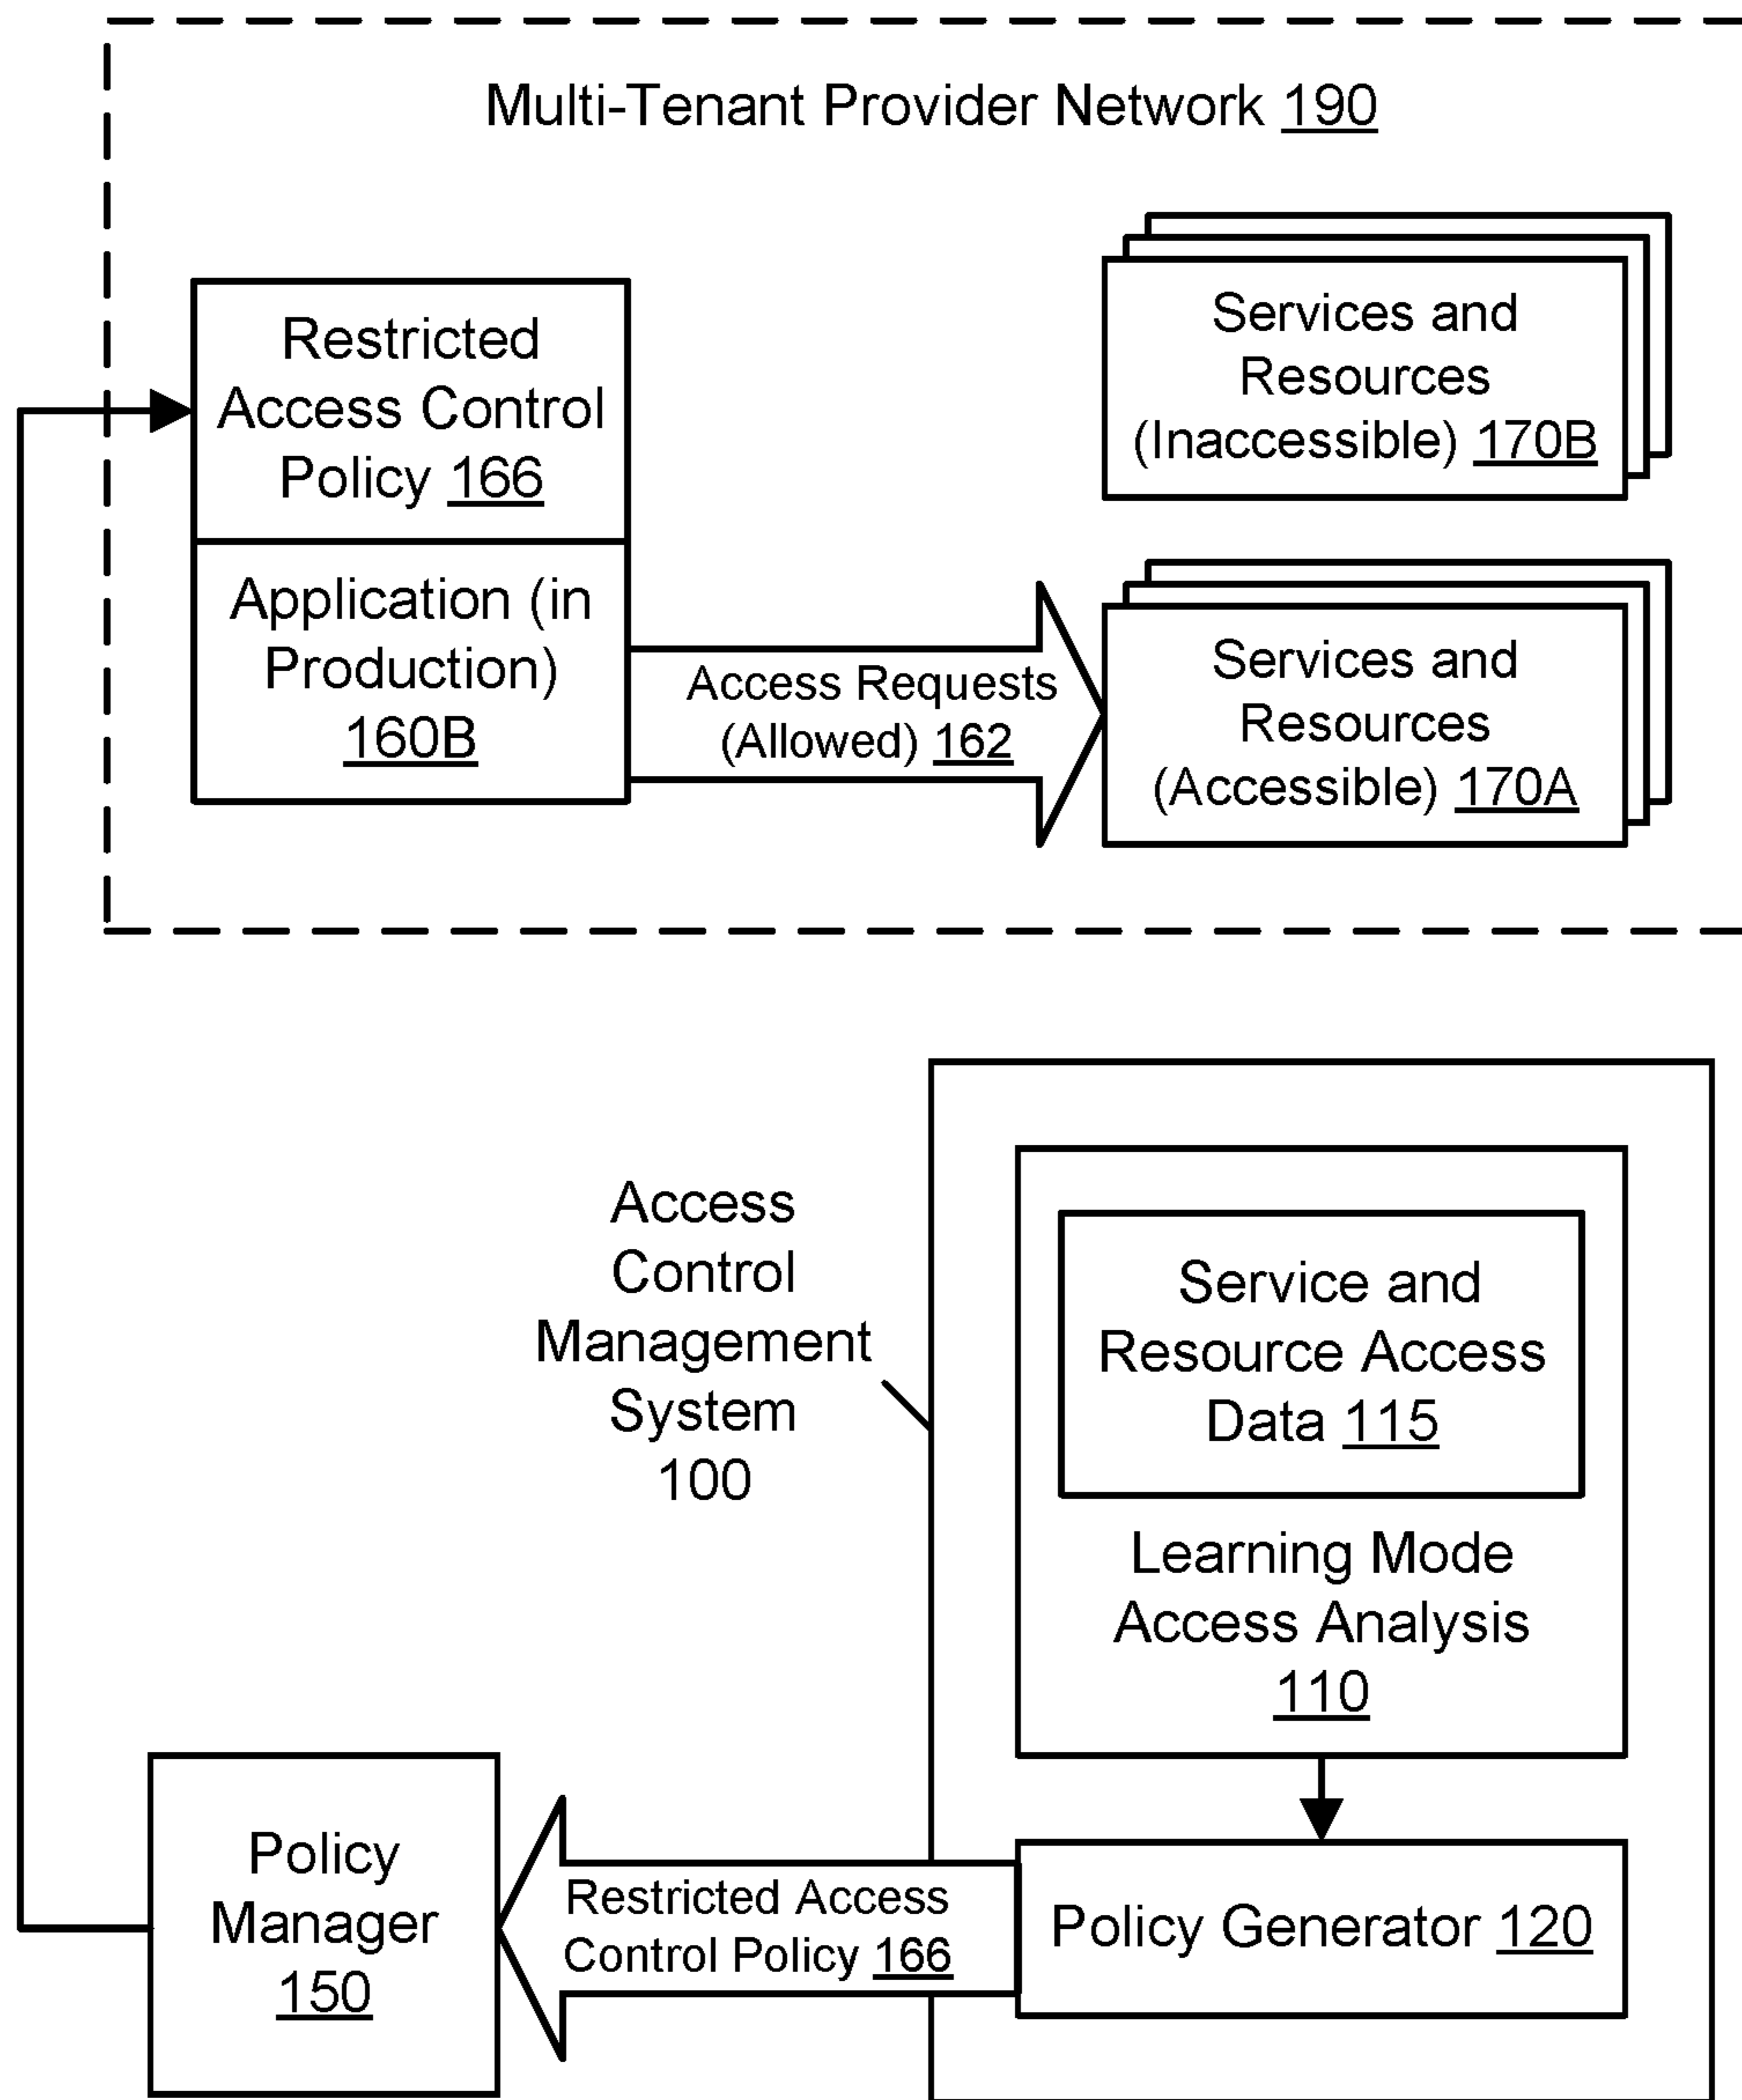 Multi-Tenant Provider Network 190
Restricted
Access Control
Policy 166
Application (in
Production)
160B
Access Requests
(Allowed) 162
Services and
Resources
(Inaccessible) 170B
Services and
Resources
(Accessible) 170A
Access
Control
Management
System
100
Service and
Resource Access
Data 115
Learning Mode
Access Analysis
110
Policy
Manager
150
Restricted Access
Control Policy 166
Policy Generator 120